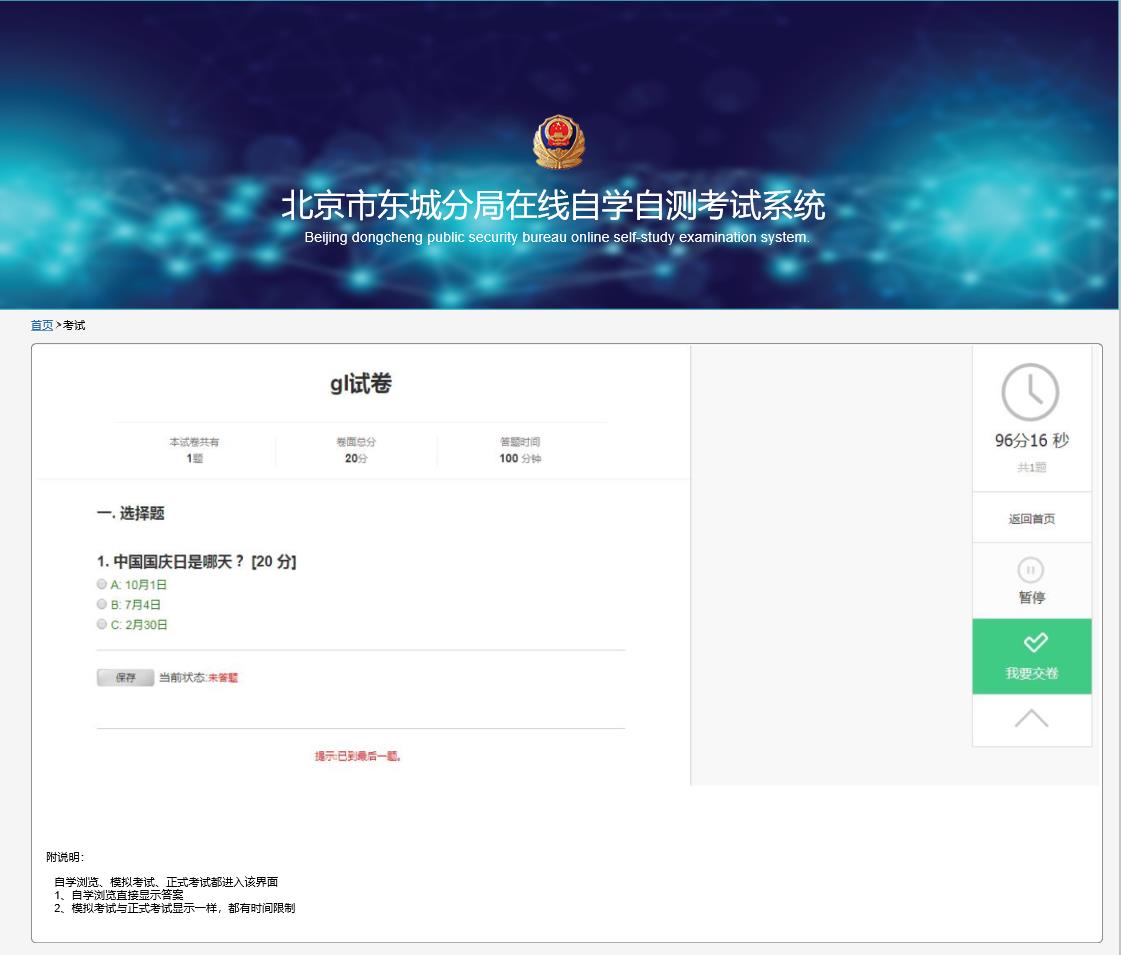 北京市东城分局在线自学自测考试系统
Beijing dongcheng public security bureau online self-study examination system.
首页>考试
gl试卷
本试卷共有
1题
卷面总分
20分
答题时间
100 分钟
96分16 秒
共1题
返回首页
暂停
我要交卷
一. 选择题
1. 中国国庆日是哪天？ [20 分]
A: 10月1日
B: 7月4日
C: 2月30日
保存 当前状态:未答题
提示:已到最后一题。
附说明：
自学浏览、模拟考试、正式考试都进入该界面
1、自学浏览直接显示答案
2、模拟考试与正式考试显示一样，都有时间限制